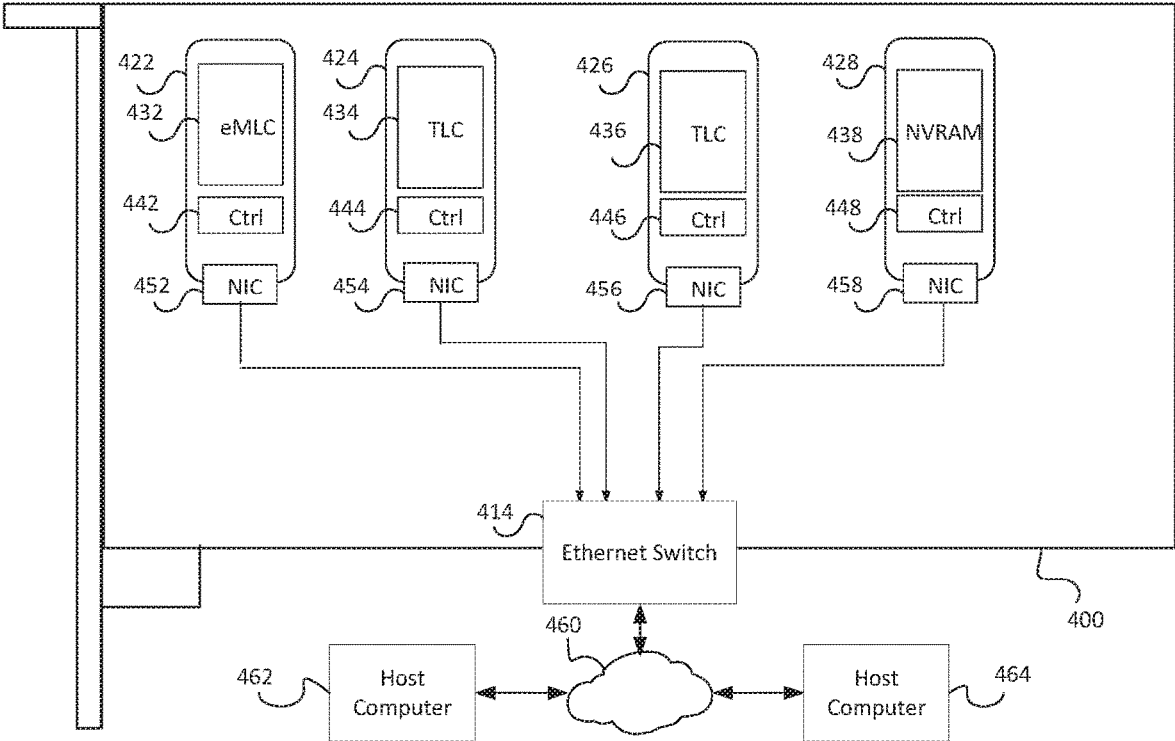 422
432
eMLC
442
Ctrl
452
NIC
424
434
TLC
444
Ctrl
454
NIC
426
436
TLC
446
Ctrl
456
NIC
428
438
NVRAM
448
Ctrl
458
NIC
414
Ethernet Switch
400
460
462
Host
Computer
Host
Computer
464